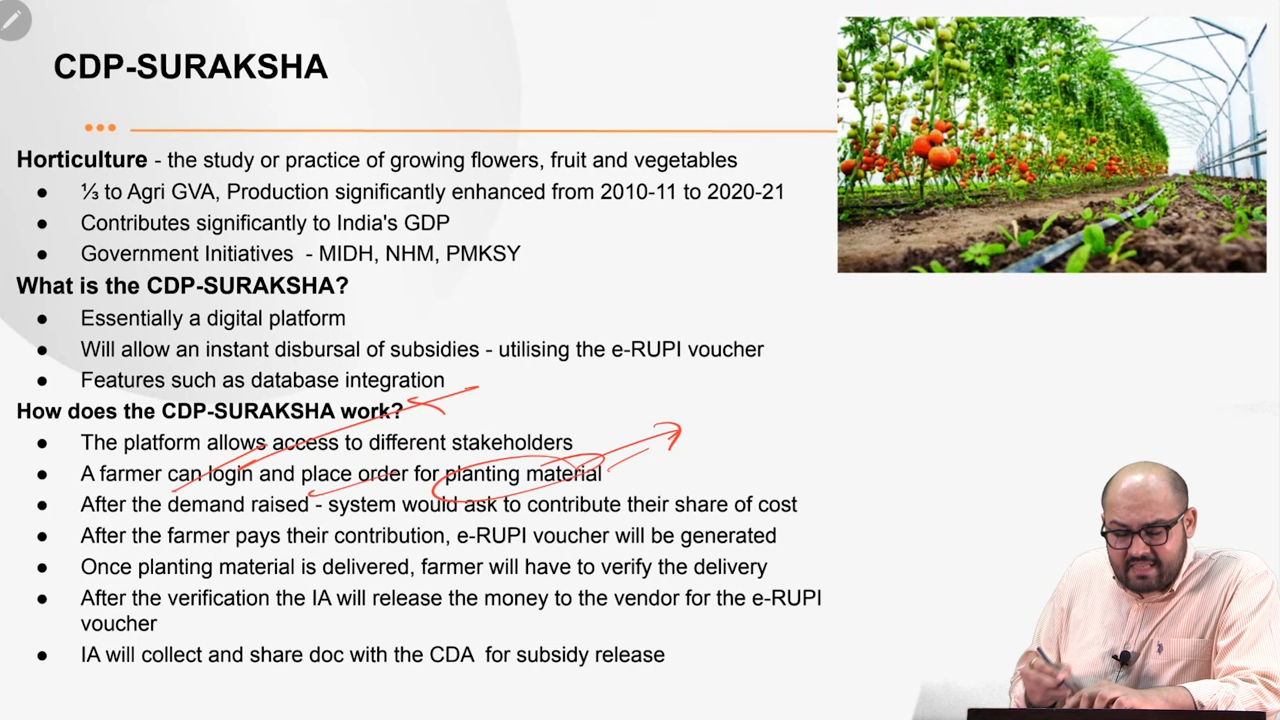 CDP-SURAKSHA
Horticulture - the study or practice of growing flowers, fruit and vegetables
● ⅓ to Agri GVA, Production significantly enhanced from 2010-11 to 2020-21
● Contributes significantly to India's GDP
● Government Initiatives - MIDH, NHM, PMKSY
What is the CDP-SURAKSHA?
● Essentially a digital platform
● Will allow an instant disbursal of subsidies - utilising the e-RUPI voucher
● Features such as database integration
How does the CDP-SURAKSHA work?
● The platform allows access to different stakeholders
● A farmer can login and place order for planting material
● After the demand raised - system would ask to contribute their share of cost
● After the farmer pays their contribution, e-RUPI voucher will be generated
● Once planting material is delivered, farmer will have to verify the delivery
● After the verification the IA will release the money to the vendor for the e-RUPI
voucher
● IA will collect and share doc with the CDA for subsidy release